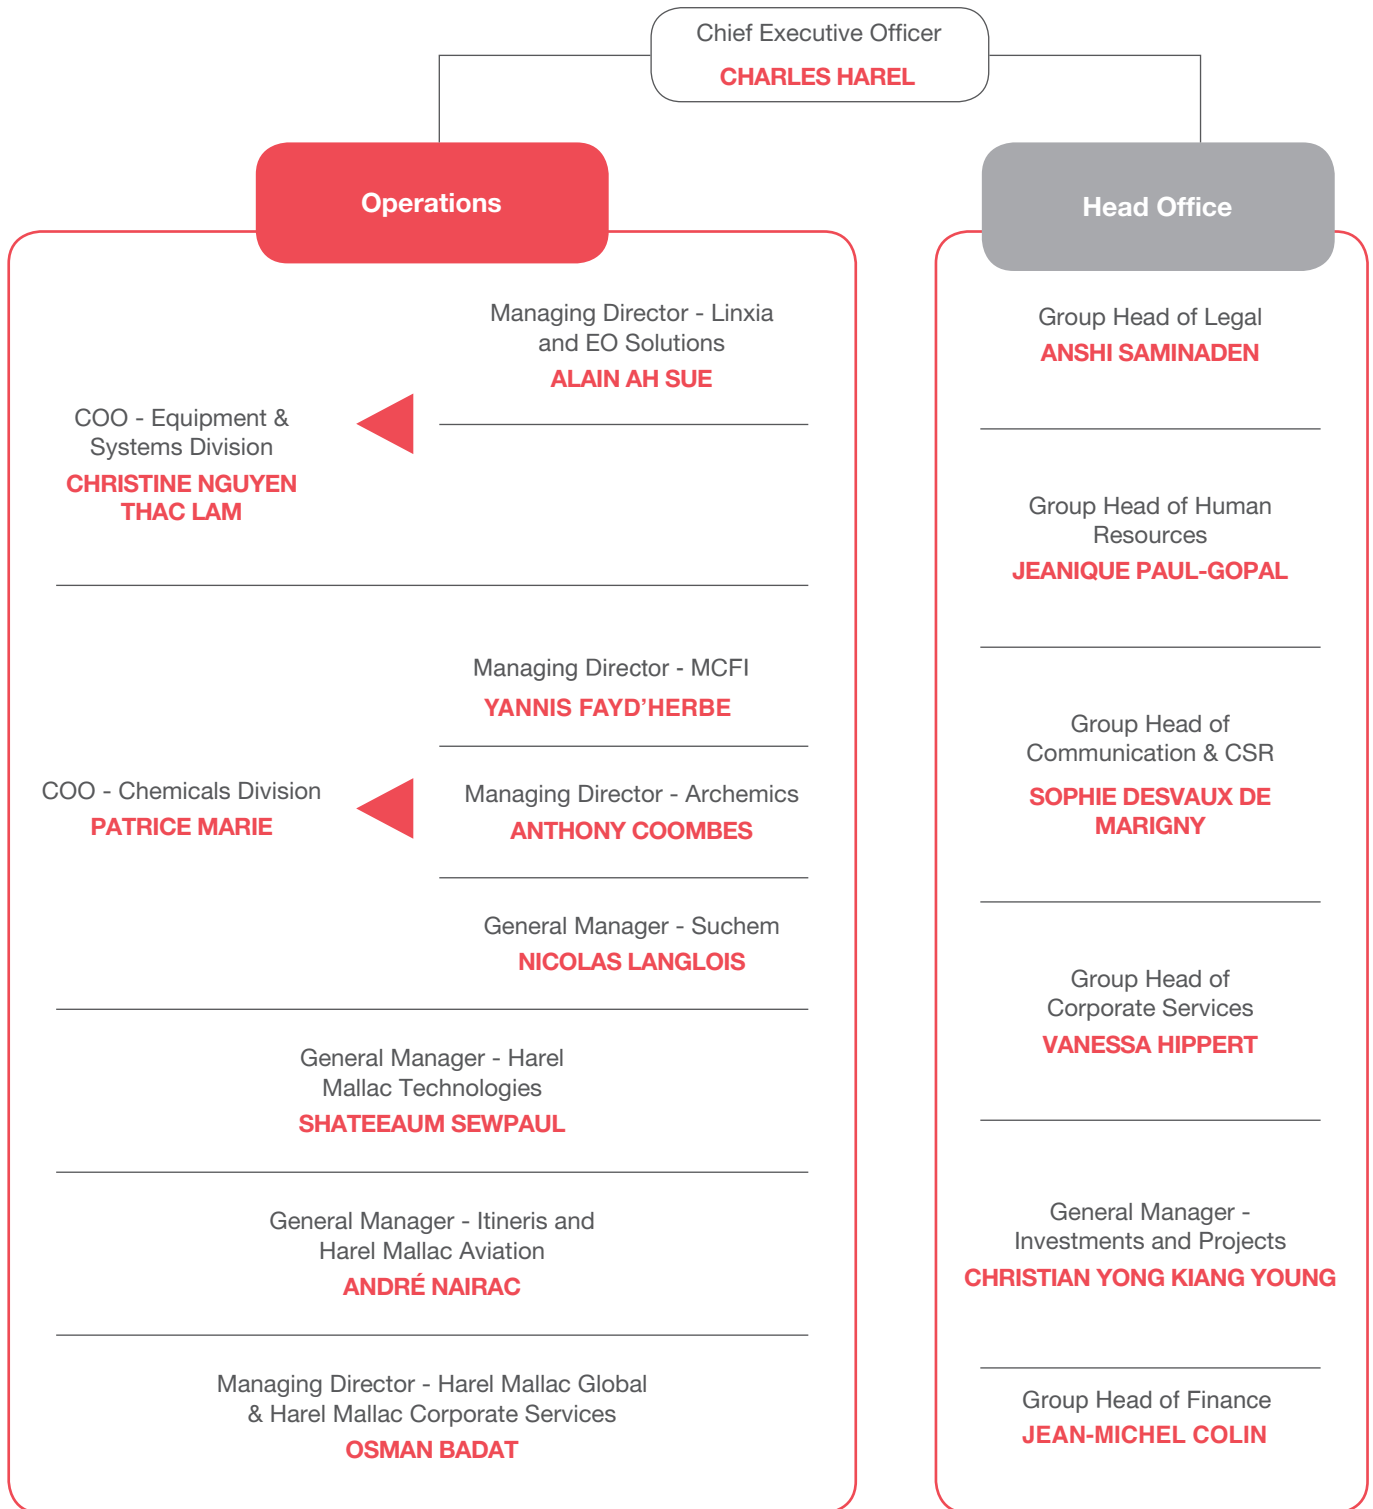 Chief Executive Officer
CHARLES HAREL
Operations
Managing Director - Linxia
and EO Solutions
ALAIN AH SUE
COO - Equipment &
Systems Division
CHRISTINE NGUYEN
THAC LAM
Managing Director - MCFI
YANNIS FAYD’HERBE
COO - Chemicals Division
PATRICE MARIE
Managing Director - Archemics
ANTHONY COOMBES
General Manager - Suchem
NICOLAS LANGLOIS
General Manager - Harel
Mallac Technologies
SHATEEAUM SEWPAUL
General Manager - Itineris and
Harel Mallac Aviation
ANDRÉ NAIRAC
Managing Director - Harel Mallac Global
& Harel Mallac Corporate Services
OSMAN BADAT
Head Office
Group Head of Legal
ANSHI SAMINADEN
Group Head of Human
Resources
JEANIQUE PAUL-GOPAL
Group Head of
Communication & CSR
SOPHIE DESVAUX DE
MARIGNY
Group Head of
Corporate Services
VANESSA HIPPERT
General Manager -
Investments and Projects
CHRISTIAN YONG KIANG YOUNG
Group Head of Finance
JEAN-MICHEL COLIN